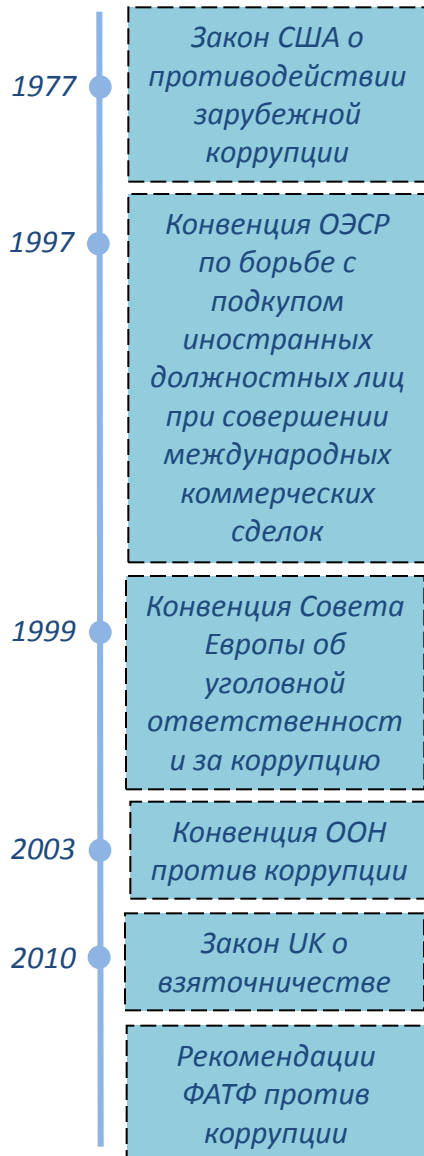 1977
Закон США о
противодействии
зарубежной
коррупции
1997
Конвенция ОЭСР
по борьбе с
подкупом
иностранных
должностных лиц
при совершении
международных
коммерческих
сделок
1999
Конвенция Совета
Европы об
уголовной
ответственност
и за коррупцию
2003
Конвенция ООН
против коррупции
2010
Закон UK о
взяточничестве
Рекомендации
ФАТФ против
коррупции